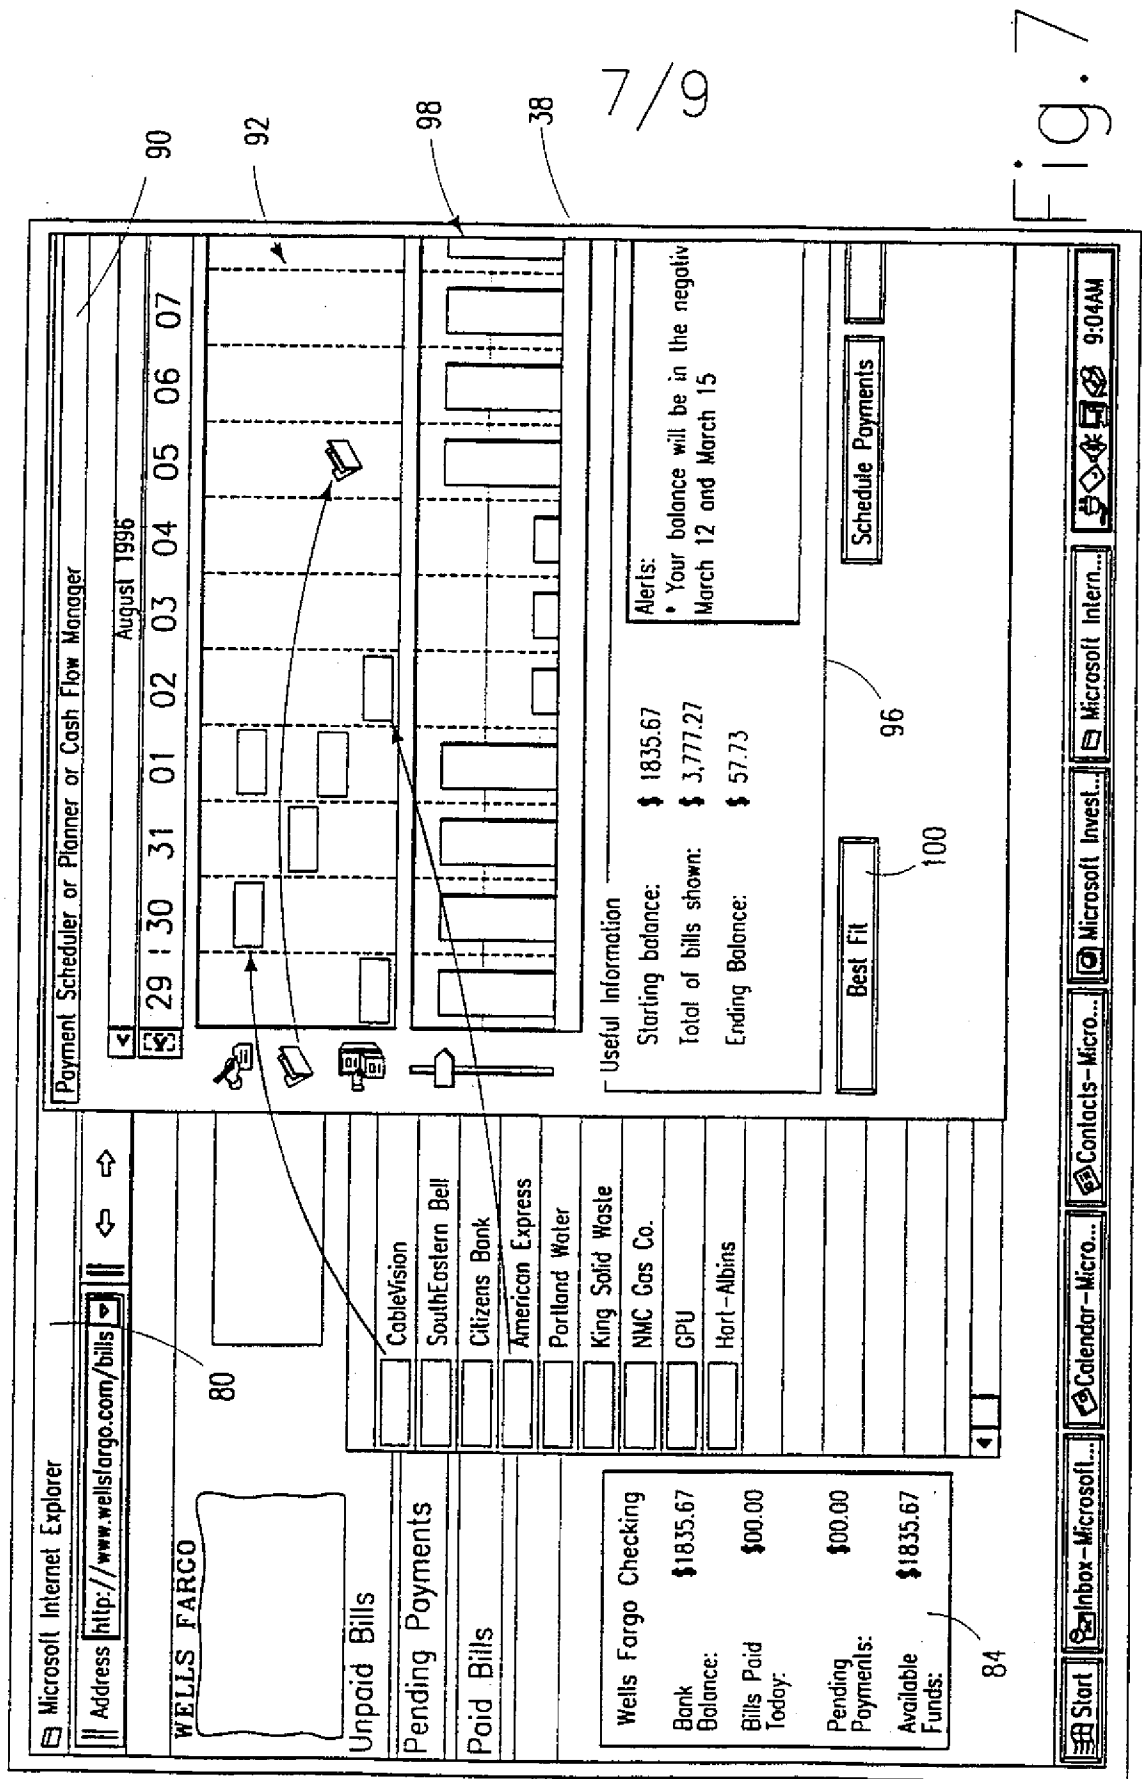 7/9
Microsoft Internet Explorer
Address http://www.wellsfargo.com/bills
WELLS FARGO
Unpaid Bills
Pending Payments
Paid Bills
Wells Fargo Checking
Bank Balance: $1835.67
Bills Paid Today: $00.00
Pending Payments: $00.00
Available Funds: $1835.67
84
80
CableVision
SouthEastern Bell
Citizens Bank
American Express
Portland Water
King Solid Waste
NMC Gas Co.
GPU
Hart-Albins
Payment Scheduler or Planner or Cash Flow Manager
August 1996
29 30 31 01 02 03 04 05 06 07
90
92
98
38
Useful Information
Starting balance: $ 1835.67
Total of bills shown: $ 3,777.27
Ending Balance: $ 57.73
Alerts:
* Your balance will be in the negativ
March 12 and March 15
96
Best Fit
100
Schedule Payments
Start
Inbox-Microsoft...
Calendar-Micro...
Contacts-Micro...
Microsoft Invest...
Microsoft Intern...
9:04AM
Fig. 7